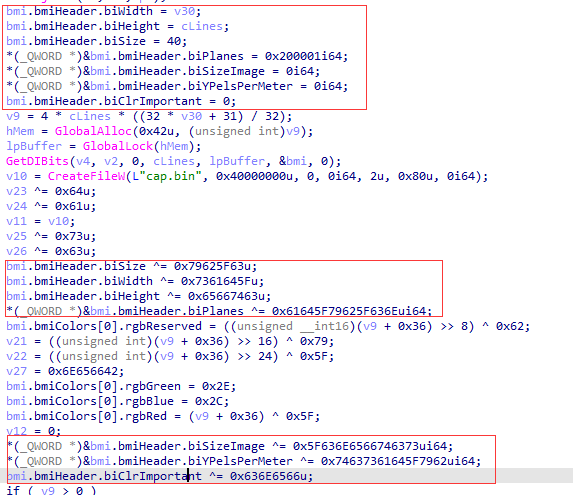 bmi.bmiHeader.biWidth = v30;
bmi.bmiHeader.biHeight = cLines;
bmi.bmiHeader.biSize = 40;
*(_QWORD *)&bmi.bmiHeader.biPlanes = 0x200001i64;
*(_QWORD *)&bmi.bmiHeader.biSizeImage = 0i64;
*(_QWORD *)&bmi.bmiHeader.biYPelsPerMeter = 0i64;
bmi.bmiHeader.biClrImportant = 0;
v9 = 4 * cLines * ((32 * v30 + 31) / 32);
hMem = GlobalAlloc(0x42u, (unsigned int)v9);
lpBuffer = GlobalLock(hMem);
GetDIBits(v4, v2, 0, cLines, lpBuffer, &bmi, 0);
v10 = CreateFileW(L"cap.bin", 0x40000000u, 0, 0i64, 2u, 0x80u, 0i64);
v23 ^= 0x64u;
v24 ^= 0x61u;
v11 = v10;
v25 ^= 0x73u;
v26 ^= 0x63u;
bmi.bmiHeader.biSize ^= 0x79625F63u;
bmi.bmiHeader.biWidth ^= 0x7361645Fu;
bmi.bmiHeader.biHeight ^= 0x65667463u;
*(_QWORD *)&bmi.bmiHeader.biPlanes ^= 0x61645F79625F636Eui64;
bmi.bmiColors[0].rgbReserved = ((unsigned __int16)(v9 + 0x36) >> 8) ^ 0x62;
v21 = ((unsigned int)(v9 + 0x36) >> 16) ^ 0x79;
v22 = ((unsigned int)(v9 + 0x36) >> 24) ^ 0x5F;
v27 = 0x6E656642;
bmi.bmiColors[0].rgbGreen = 0x2E;
bmi.bmiColors[0].rgbBlue = 0x2C;
bmi.bmiColors[0].rgbRed = (v9 + 0x36) ^ 0x5F;
v12 = 0;
*(_QWORD *)&bmi.bmiHeader.biSizeImage ^= 0x5F636E6566746373ui64;
*(_QWORD *)&bmi.bmiHeader.biYPelsPerMeter ^= 0x74637361645F7962ui64;
bmi.bmiHeader.biClrImportant ^= 0x636E6566u;
if ( v9 > 0 )